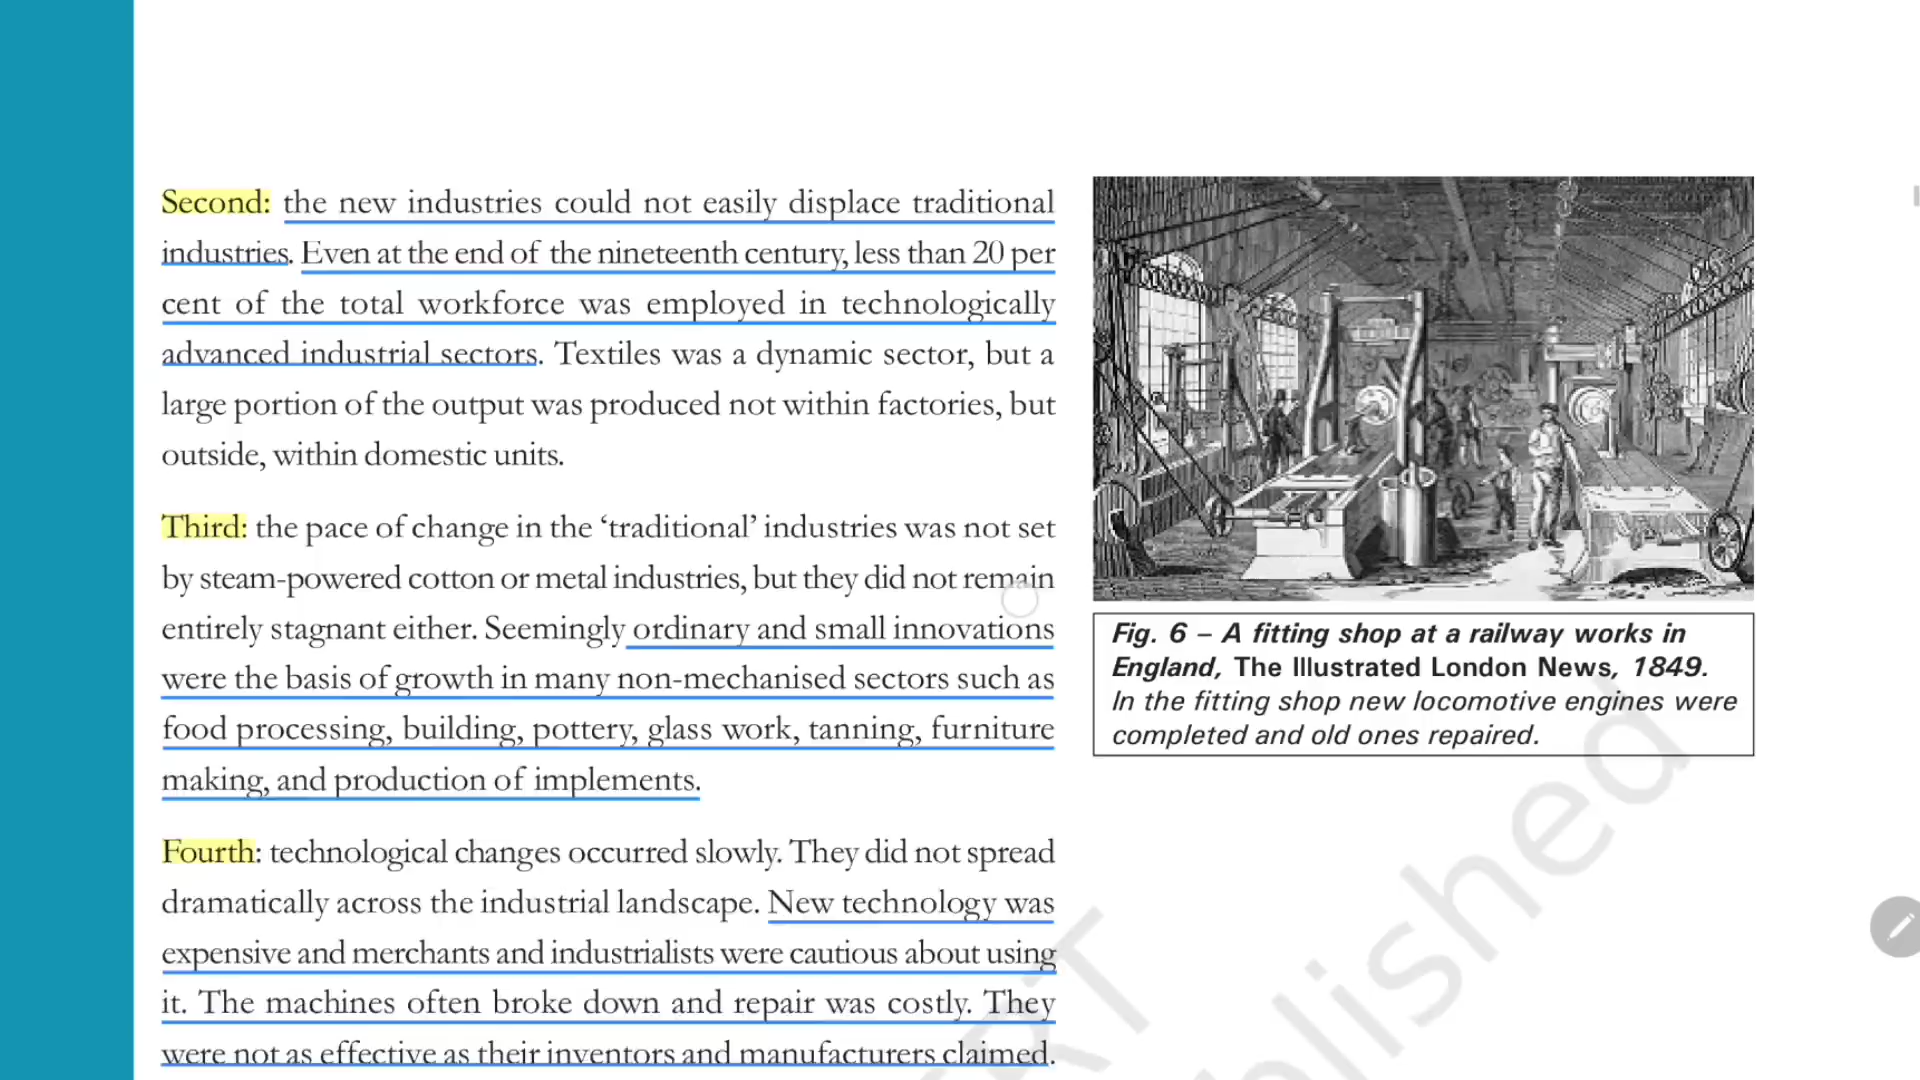 Second: the new industries could not easily displace traditional
industries. Even at the end of the nineteenth century, less than 20 per
cent of the total workforce was employed in technologically
advanced industrial sectors. Textiles was a dynamic sector, but a
large portion of the output was produced not within factories, but
outside, within domestic units.
Third: the pace of change in the ‘traditional’ industries was not set
by steam-powered cotton or metal industries, but they did not remain
entirely stagnant either. Seemingly ordinary and small innovations
were the basis of growth in many non-mechanised sectors such as
food processing, building, pottery, glass work, tanning, furniture
making, and production of implements.
Fourth: technological changes occurred slowly. They did not spread
dramatically across the industrial landscape. New technology was
expensive and merchants and industrialists were cautious about using
it. The machines often broke down and repair was costly. They
were not as effective as their inventors and manufacturers claimed.
Fig. 6 – A fitting shop at a railway works in
England, The Illustrated London News, 1849.
In the fitting shop new locomotive engines were
completed and old ones repaired.